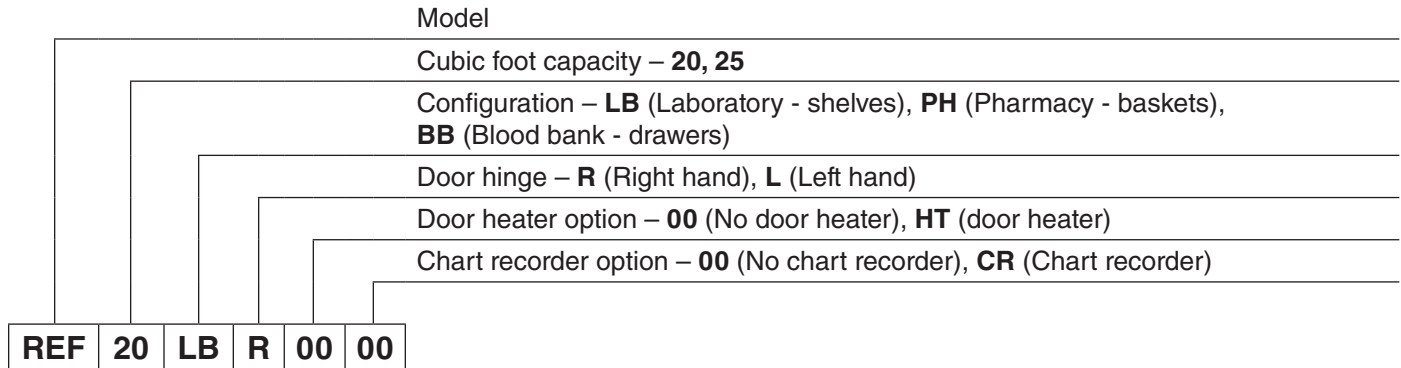 Model
Cubic foot capacity – 20, 25
Configuration – LB (Laboratory - shelves), PH (Pharmacy - baskets),
BB (Blood bank - drawers)
Door hinge – R (Right hand), L (Left hand)
Door heater option – 00 (No door heater), HT (door heater)
Chart recorder option – 00 (No chart recorder), CR (Chart recorder)
REF 20 LB R 00 00